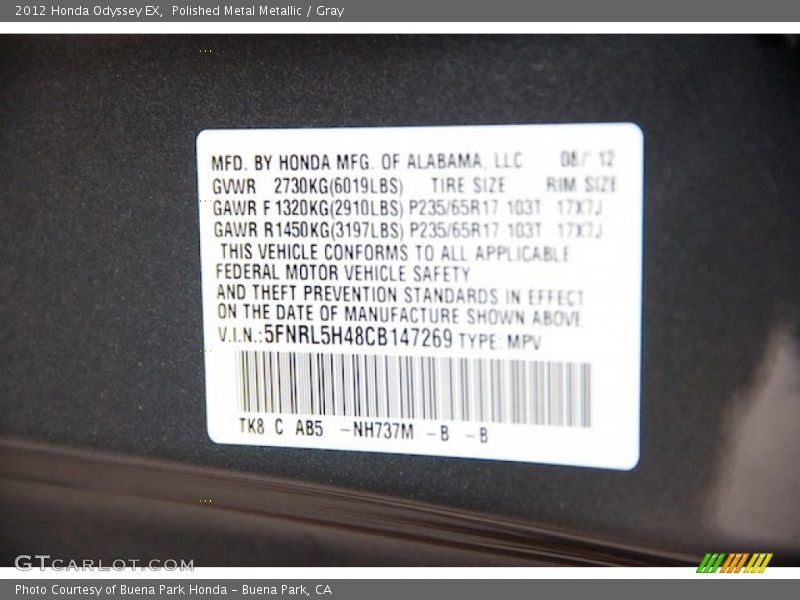 2012 Honda Odyssey EX,  Polished Metal Metallic / Gray
MFD. BY HONDA MFG. OF ALABAMA, LLC 08/ 12
GVWR 2730KG(6019LBS) TIRE SIZE RIM SIZE
GAWR F 1320KG(2910LBS) P235/65R17 103T 17X7J
GAWR R1450KG(3197LBS) P235/65R17 103T 17X7J
THIS VEHICLE CONFORMS TO ALL APPLICABLE
FEDERAL MOTOR VEHICLE SAFETY
AND THEFT PREVENTION STANDARDS IN EFFECT
ON THE DATE OF MANUFACTURE SHOWN ABOVE.
V.I.N.:5FNRL5H48CB147269 TYPE: MPV
TK8 C AB5 -NH737M -B -B
GTCARLOT.COM
Photo Courtesy of Buena Park Honda - Buena Park, CA